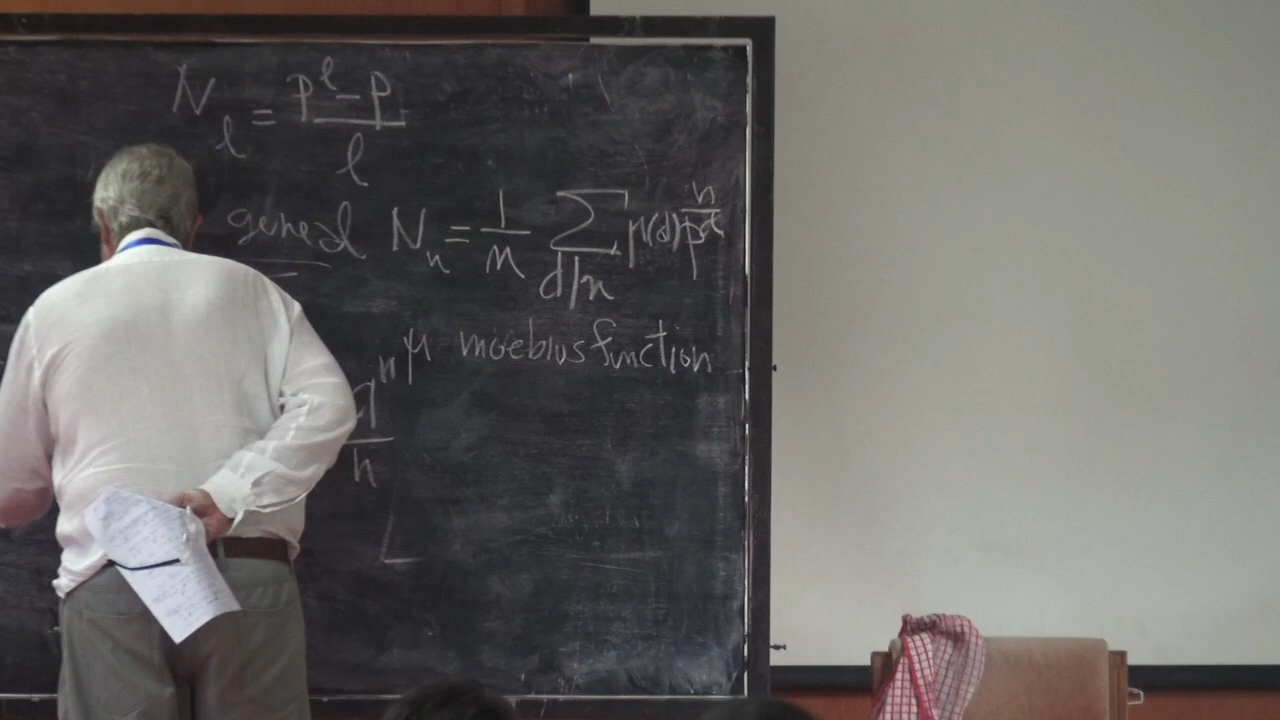 N_l = (p^l - p) / l
general N_n = 1/n ∑_{d|n} μ(d) p^{n/d}
μ moebius function
q^n / n